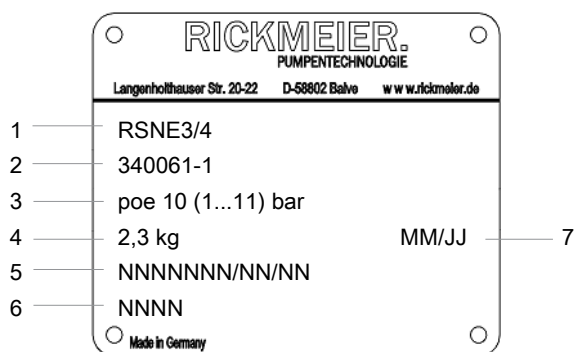 RICKMEIER.
PUMPENTECHNOLOGIE
Langenholthauser Str. 20-22 D-58802 Balve www.rickmeier.de
1 RSNE3/4
2 340061-1
3 poe 10 (1...11) bar
4 2,3 kg MM/JJ 7
5 NNNNNNN/NN/NN
6 NNNN
Made in Germany